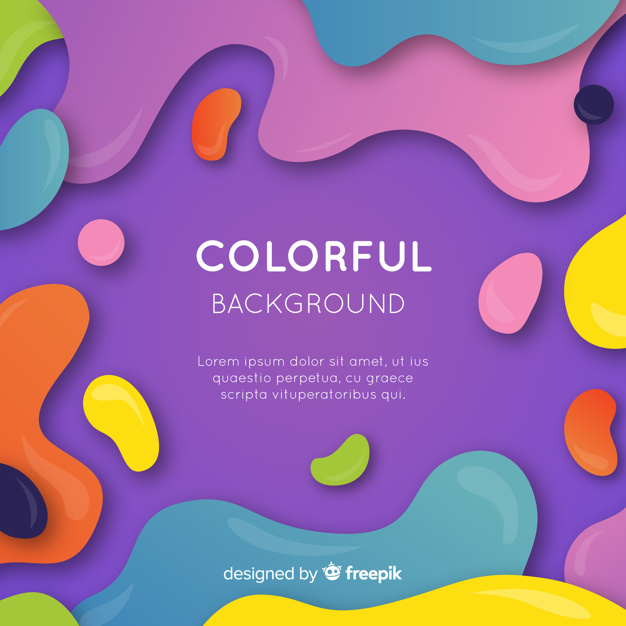 COLORFUL
BACKGROUND
Lorem ipsum dolor sit amet, ut ius
quaestio perpetua, cu graece
scripta vituperatoribus qui.
designed by freepik